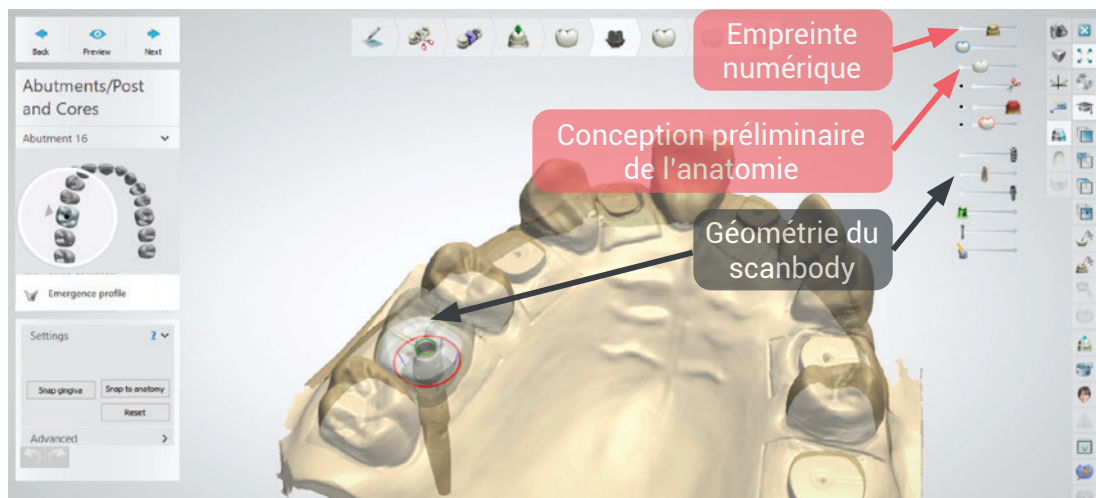 Back
Preview
Next
Abutments/Post
and Cores
Abutment 16
Emergence profile
Settings
?
Snap gingiva
Snap to anatomy
Reset
Advanced
Empreinte
numérique
Conception préliminaire
de l'anatomie
Géométrie du
scanbody